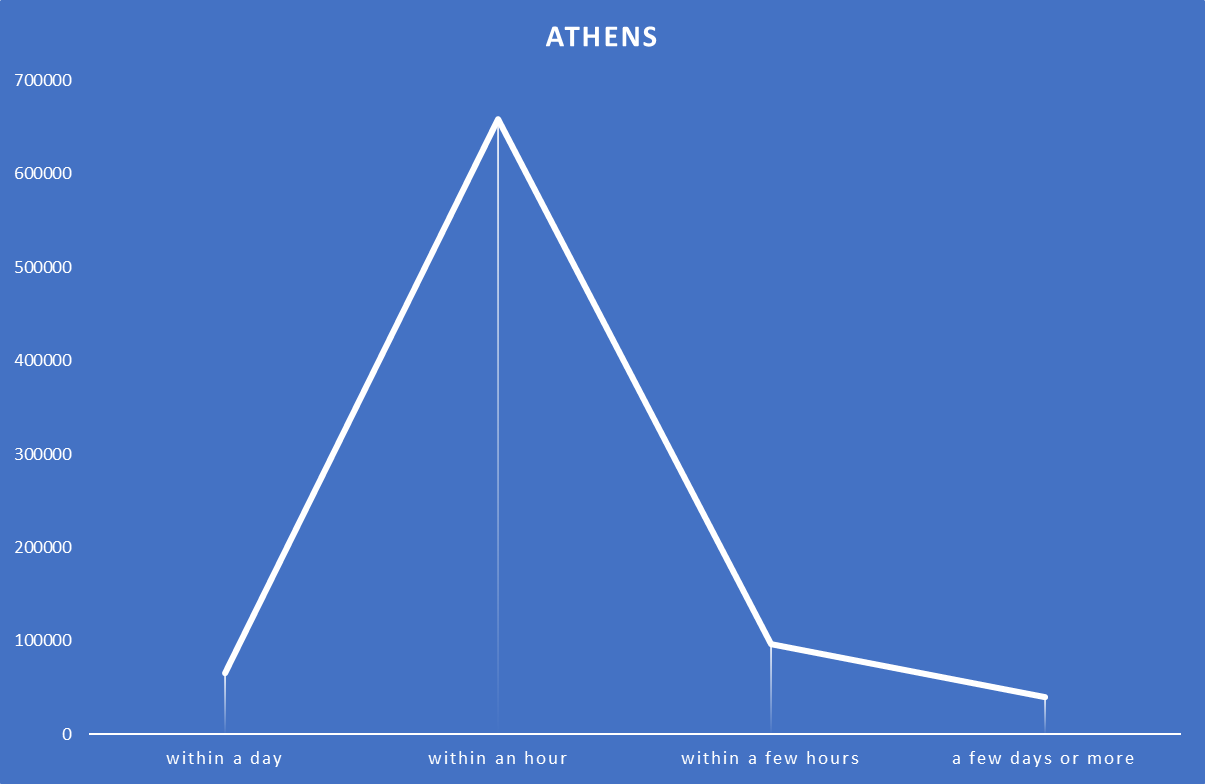 ATHENS
700000
600000
500000
400000
300000
200000
100000
0
within a day
within an hour
within a few hours
a few days or more